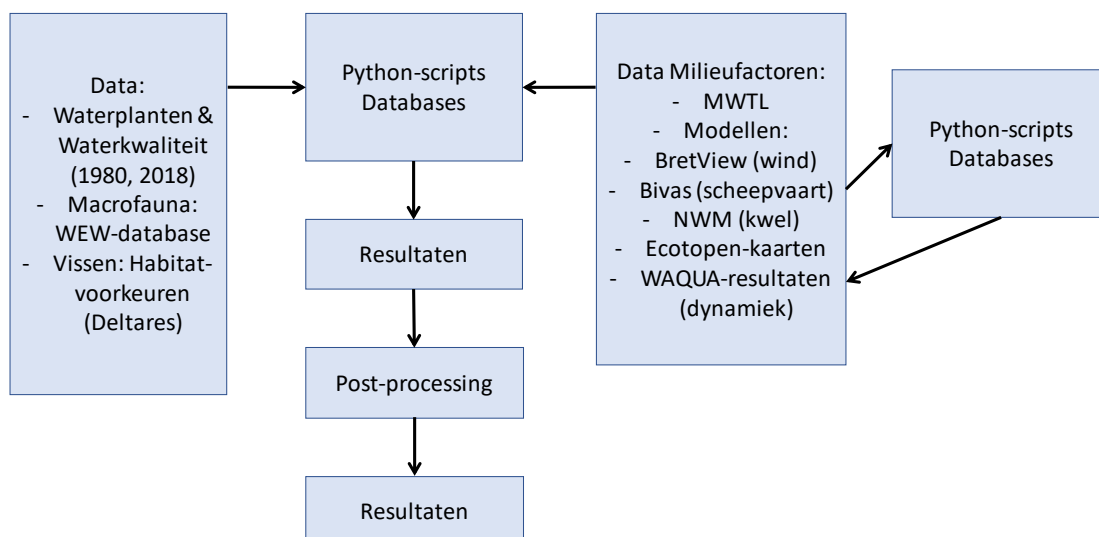 Data:
- Waterplanten &
Waterkwaliteit
(1980, 2018)
- Macrofauna:
WEW-database
- Vissen: Habitat-
voorkeuren
(Deltares)
Python-scripts
Databases
Resultaten
Post-processing
Resultaten
Data Milieufactoren:
- MWTL
- Modellen:
- BretView (wind)
- Bivas (scheepvaart)
- NWM (kwel)
- Ecotopen-kaarten
- WAQUA-resultaten
(dynamiek)
Python-scripts
Databases